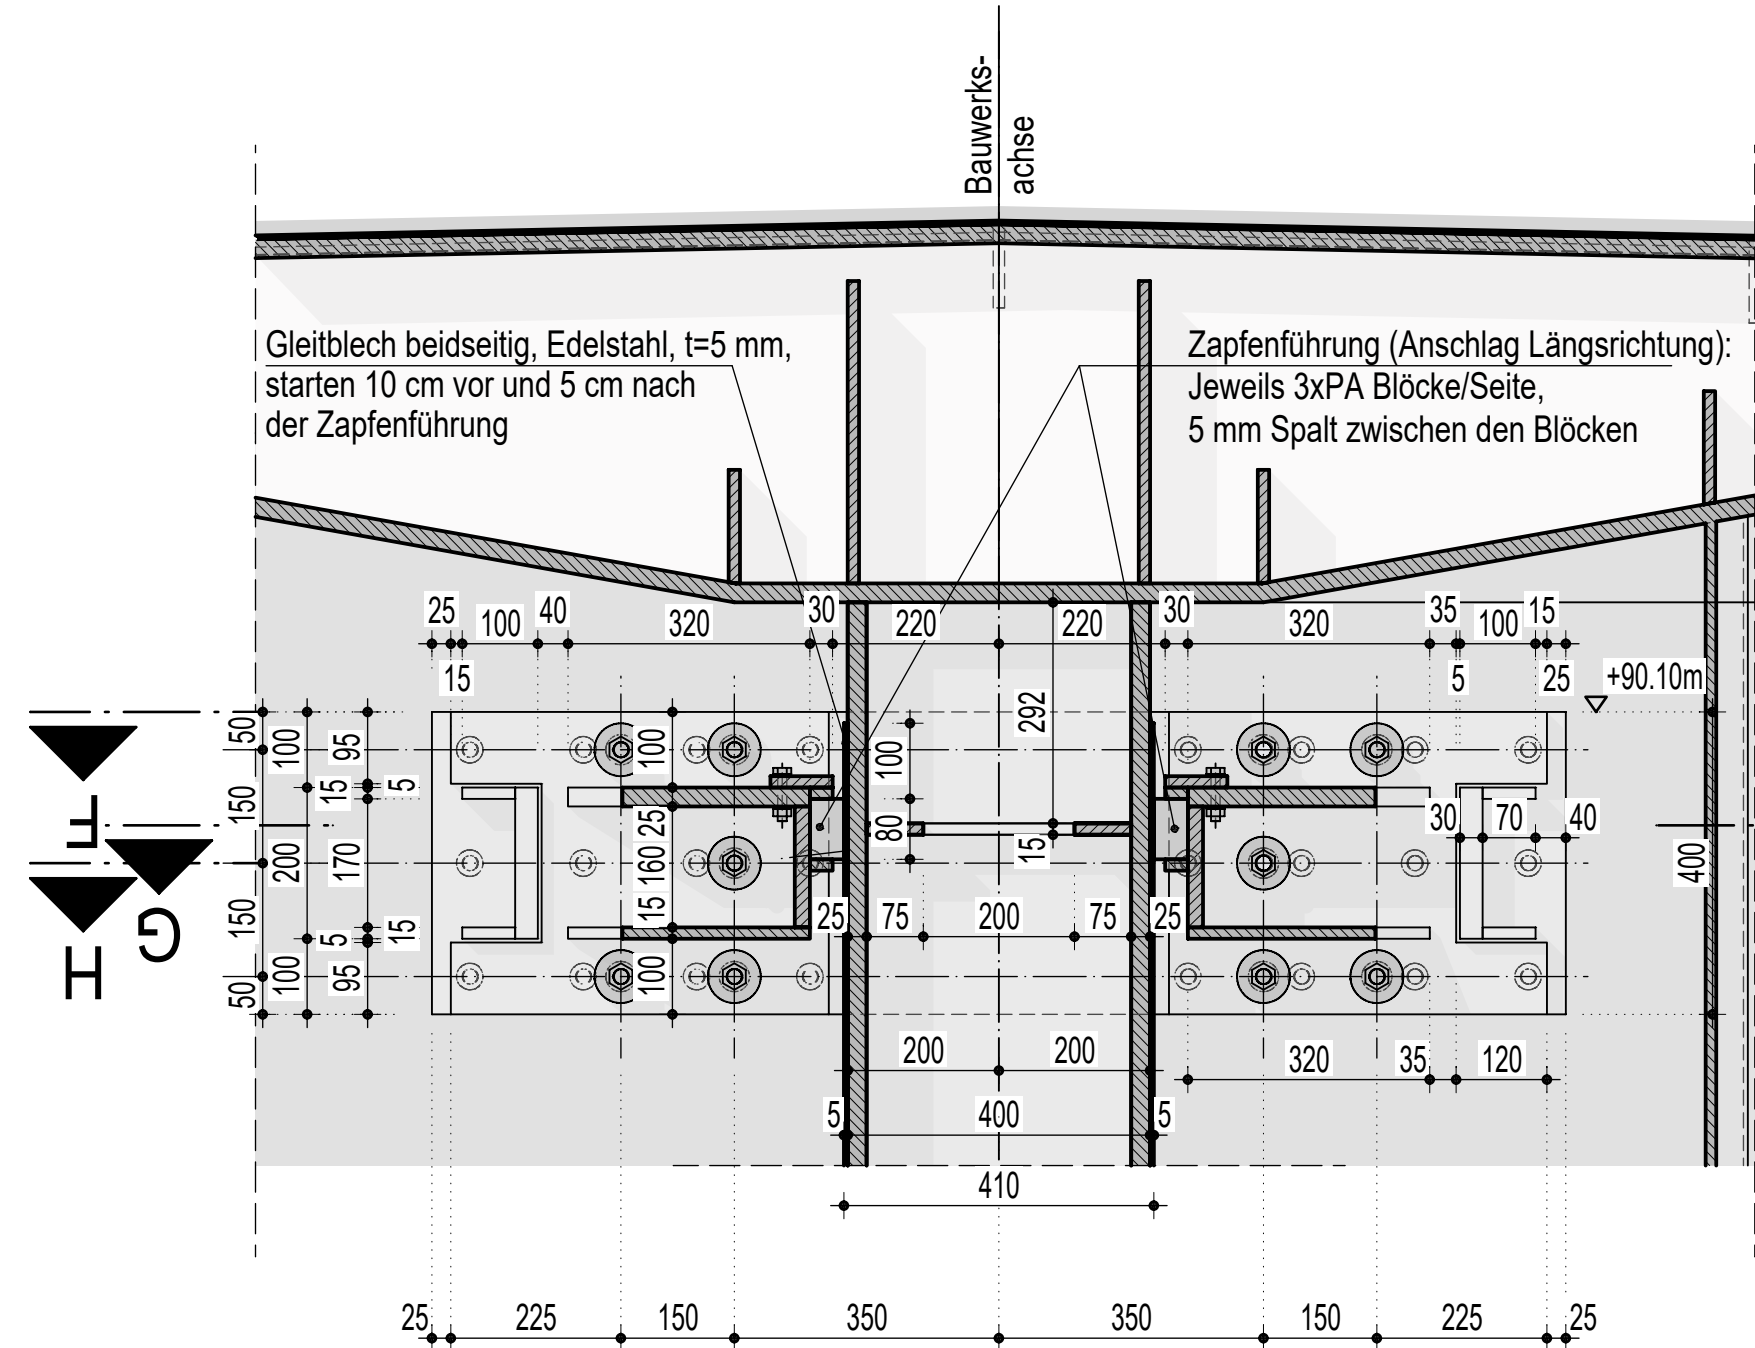 Bauwerks-
achse
Gleitblech beidseitig, Edelstahl, t=5 mm,
starten 10 cm vor und 5 cm nach
der Zapfenführung
Zapfenführung (Anschlag Längsrichtung):
Jeweils 3xPA Blöcke/Seite,
5 mm Spalt zwischen den Blöcken
25 100 40 320 30 220 220 30 320 35 100 15
15 5 25
+90.10m
292
50 150 200 150 50
100 200 100
95 15 5 170 5 15 95
100 25 160 15 100
100 80
15
30 70 40
400
25 75 200 75 25
F
G
H
200 200
320 35 120
5 400 5
410
25 225 150 350 350 150 225 25